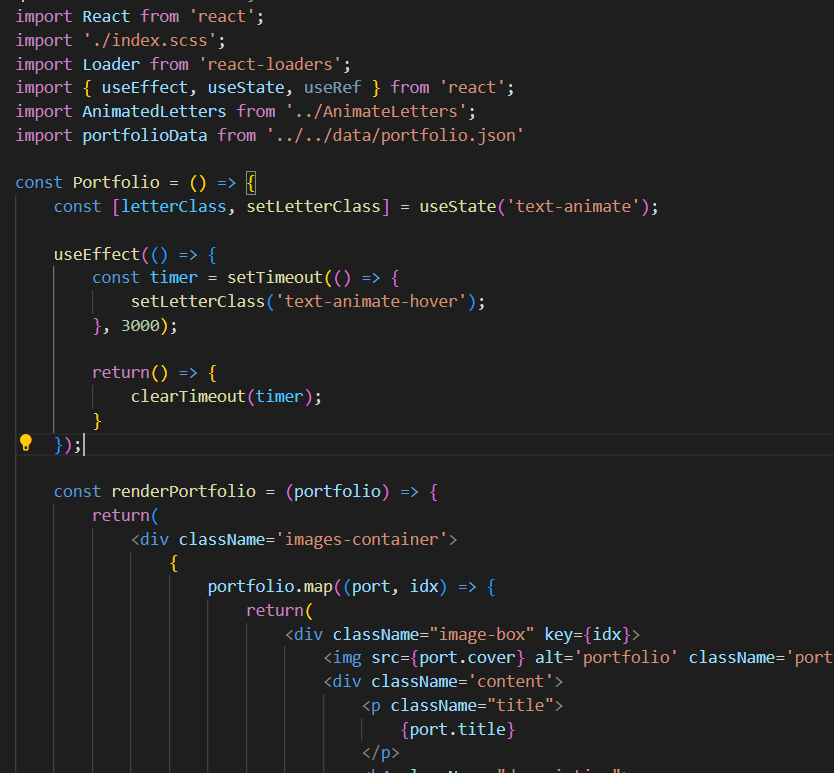 import React from 'react';
import './index.scss';
import Loader from 'react-loaders';
import { useEffect, useState, useRef } from 'react';
import AnimatedLetters from '../AnimateLetters';
import portfolioData from '../../data/portfolio.json'
const Portfolio = () => {
const [letterClass, setLetterClass] = useState('text-animate');
useEffect(() => {
const timer = setTimeout(() => {
setLetterClass('text-animate-hover');
}, 3000);
return() => {
clearTimeout(timer);
}
});
const renderPortfolio = (portfolio) => {
return(
<div className='images-container'>
{
portfolio.map((port, idx) => {
return(
<div className="image-box" key={idx}>
<img src={port.cover} alt='portfolio' className='port
<div className='content'>
<p className="title">
{port.title}
</p>